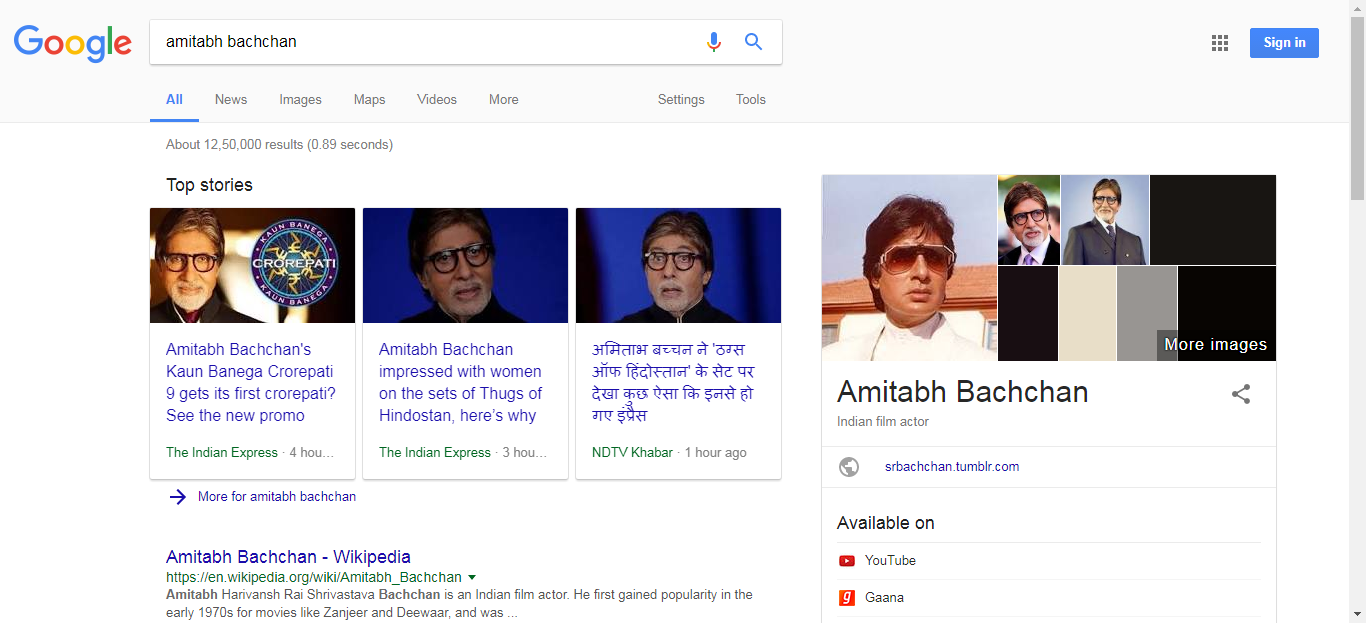 Google
amitabh bachchan
Sign in
All News Images Maps Videos More Settings Tools
About 12,50,000 results (0.89 seconds)
Top stories
KAUN BANEGA
CROREPATI
KAUN BANEGA
Amitabh Bachchan's
Kaun Banega Crorepati
9 gets its first crorepati?
See the new promo
The Indian Express · 4 hou...
Amitabh Bachchan
impressed with women
on the sets of Thugs of
Hindostan, here's why
The Indian Express · 3 hou...
अमिताभ बच्चन ने 'ठग्स
ऑफ हिंदोस्तान' के सेट पर
देखा कुछ ऐसा कि इनसे हो
गए इंप्रैस
NDTV Khabar · 1 hour ago
More for amitabh bachchan
Amitabh Bachchan - Wikipedia
https://en.wikipedia.org/wiki/Amitabh_Bachchan
Amitabh Harivansh Rai Shrivastava Bachchan is an Indian film actor. He first gained popularity in the
early 1970s for movies like Zanjeer and Deewaar, and was ...
More images
Amitabh Bachchan
Indian film actor
srbachchan.tumblr.com
Available on
YouTube
Gaana